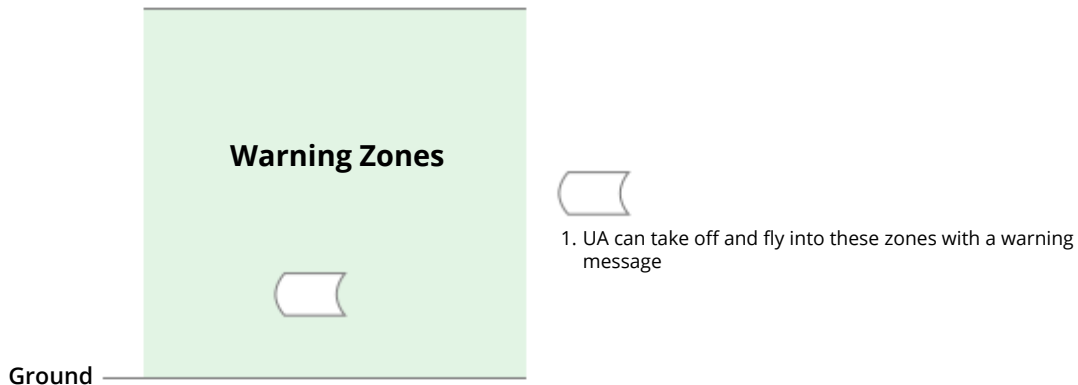 Warning Zones
1. UA can take off and fly into these zones with a warning
message
Ground